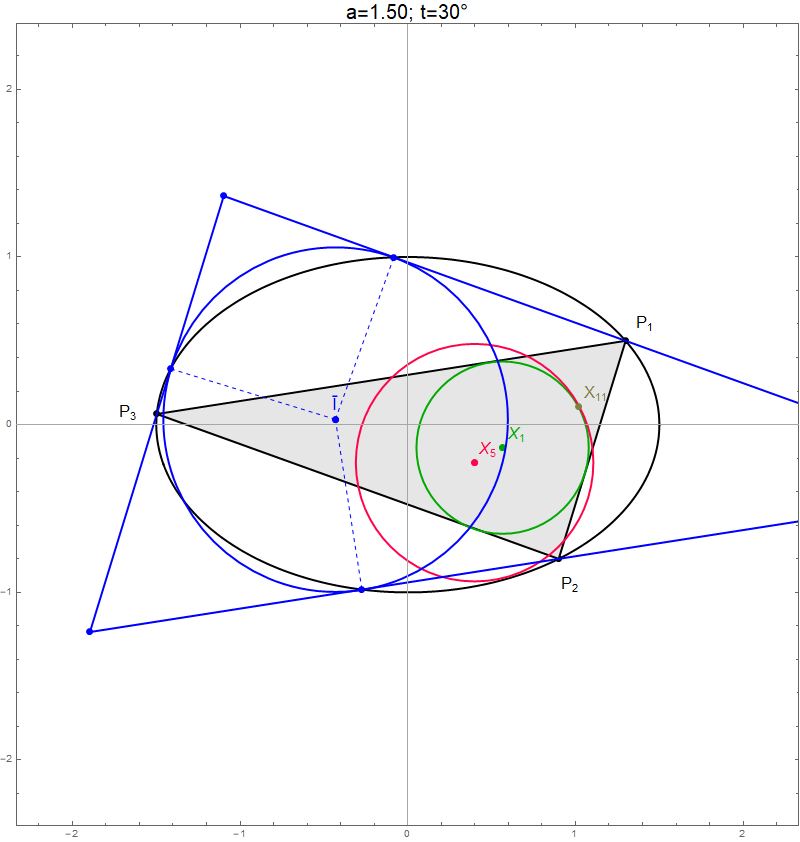 a=1.50; t=30°
2
1
P₁
X₁₁
P₃
Ī
0
X₁
X₅
P₂
−1
−2
−2 −1 0 1 2